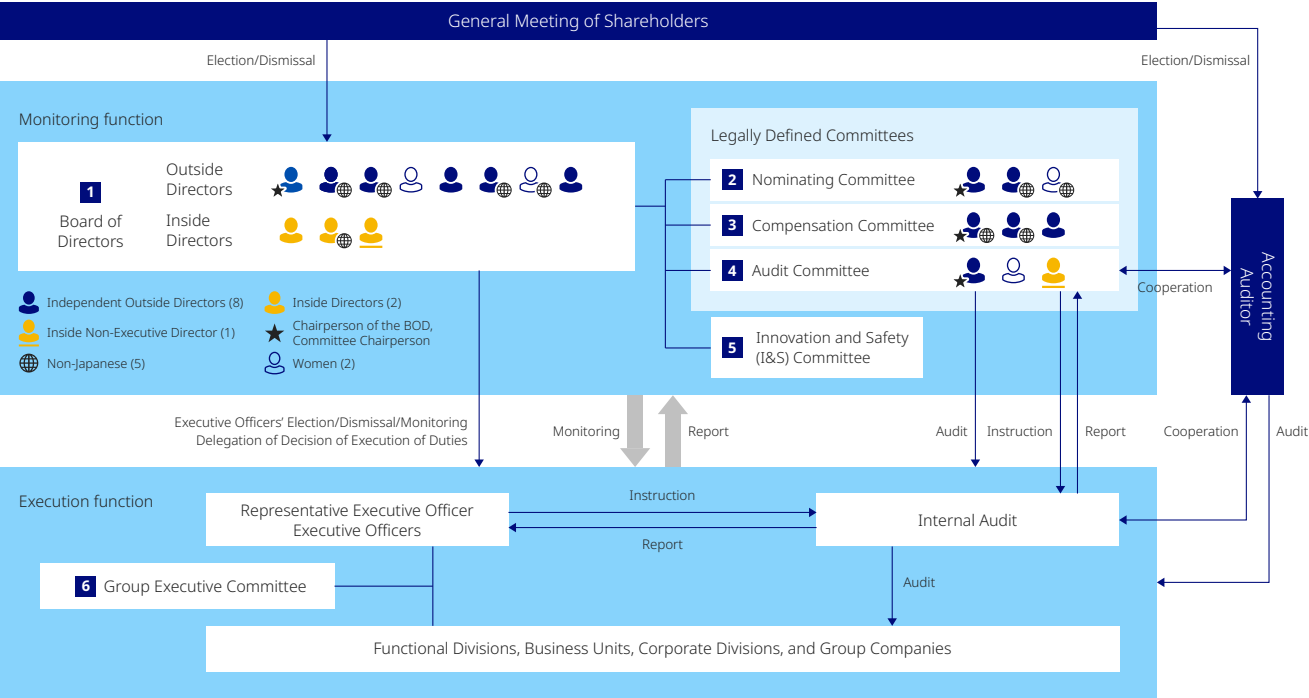 General Meeting of Shareholders
Election/Dismissal
Election/Dismissal
Monitoring function
1
Board of
Directors
Outside
Directors
Inside
Directors
Legally Defined Committees
2 Nominating Committee
3 Compensation Committee
4 Audit Committee
5 Innovation and Safety
(I&S) Committee
Cooperation
Accounting
Auditor
Independent Outside Directors (8)
Inside Directors (2)
Inside Non-Executive Director (1)
Chairperson of the BOD,
Committee Chairperson
Non-Japanese (5)
Women (2)
Executive Officers’ Election/Dismissal/Monitoring
Delegation of Decision of Execution of Duties
Monitoring
Report
Audit
Instruction
Report
Cooperation
Audit
Execution function
Representative Executive Officer
Executive Officers
Instruction
Report
Internal Audit
6 Group Executive Committee
Audit
Functional Divisions, Business Units, Corporate Divisions, and Group Companies